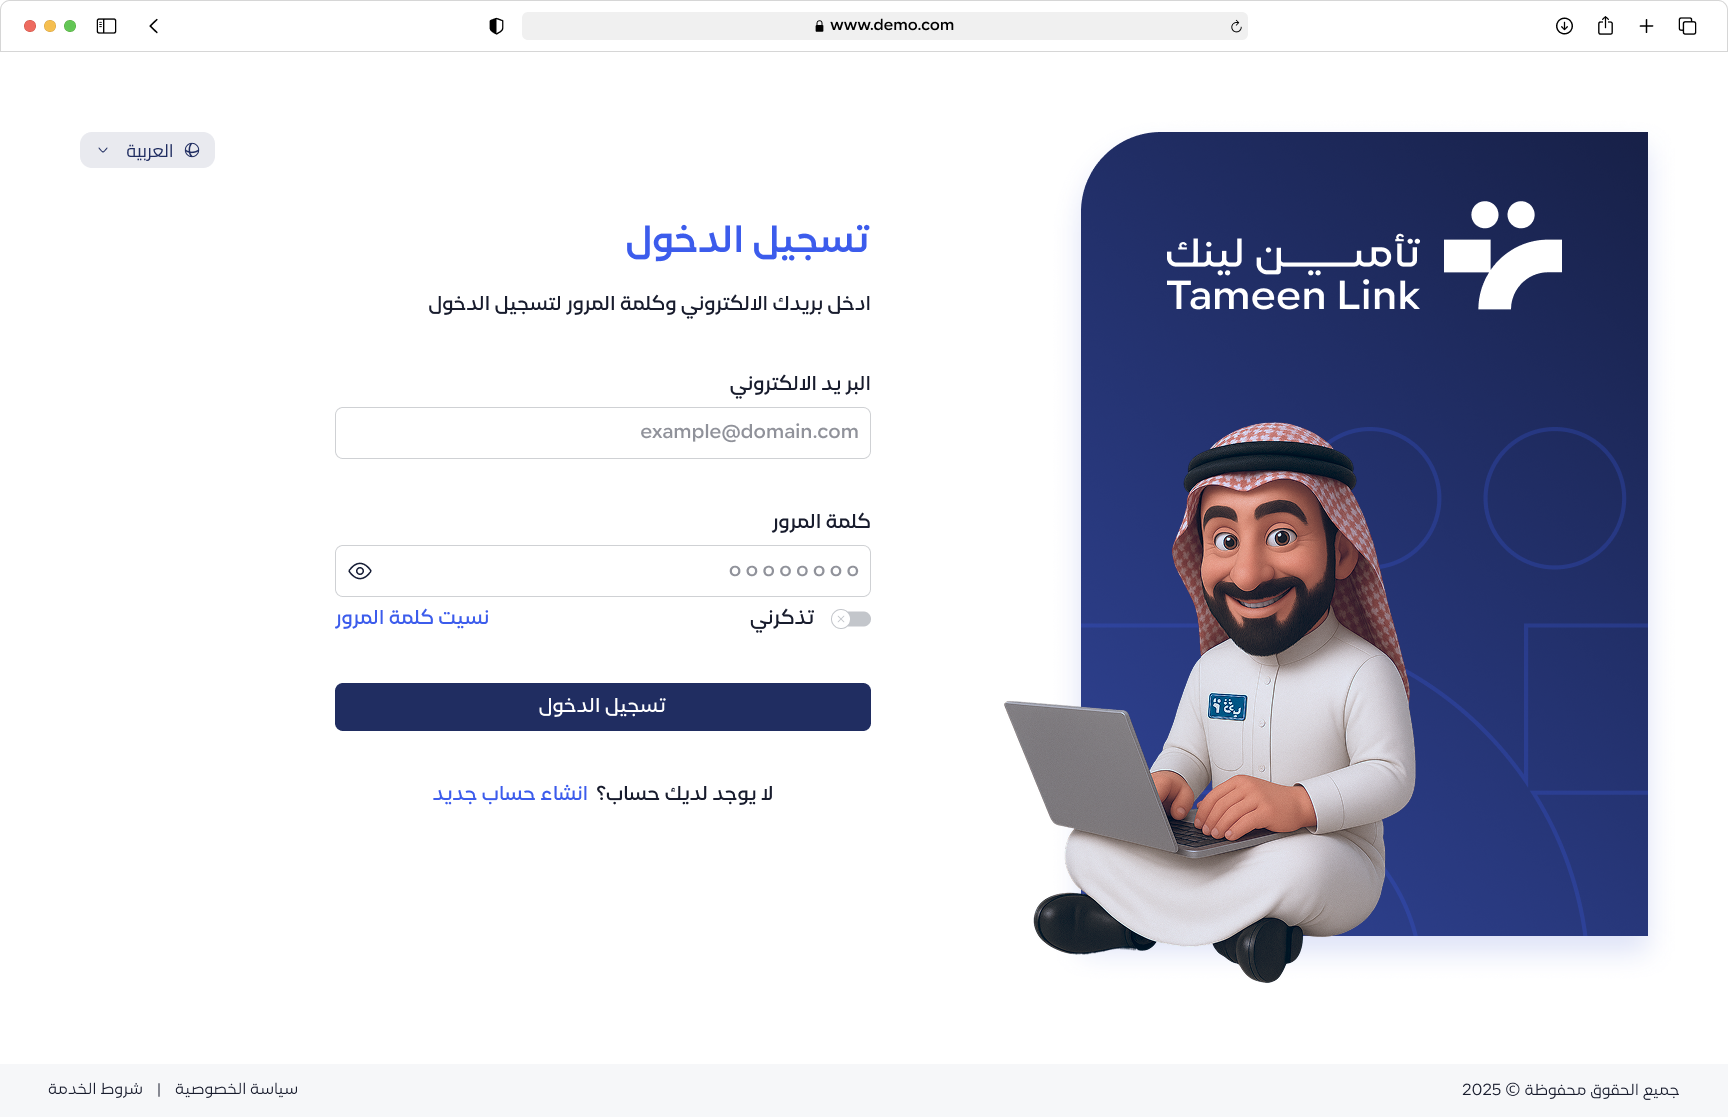 www.demo.com
العربية
تأمين لينك
Tameen Link
تسجيل الدخول
ادخل بريدك الالكتروني وكلمة المرور لتسجيل الدخول
البريد الالكتروني
example@domain.com
كلمة المرور
تذكرني
نسيت كلمة المرور
تسجيل الدخول
لا يوجد لديك حساب؟ انشاء حساب جديد
جميع الحقوق محفوظة © 2025
سياسة الخصوصية | شروط الخدمة